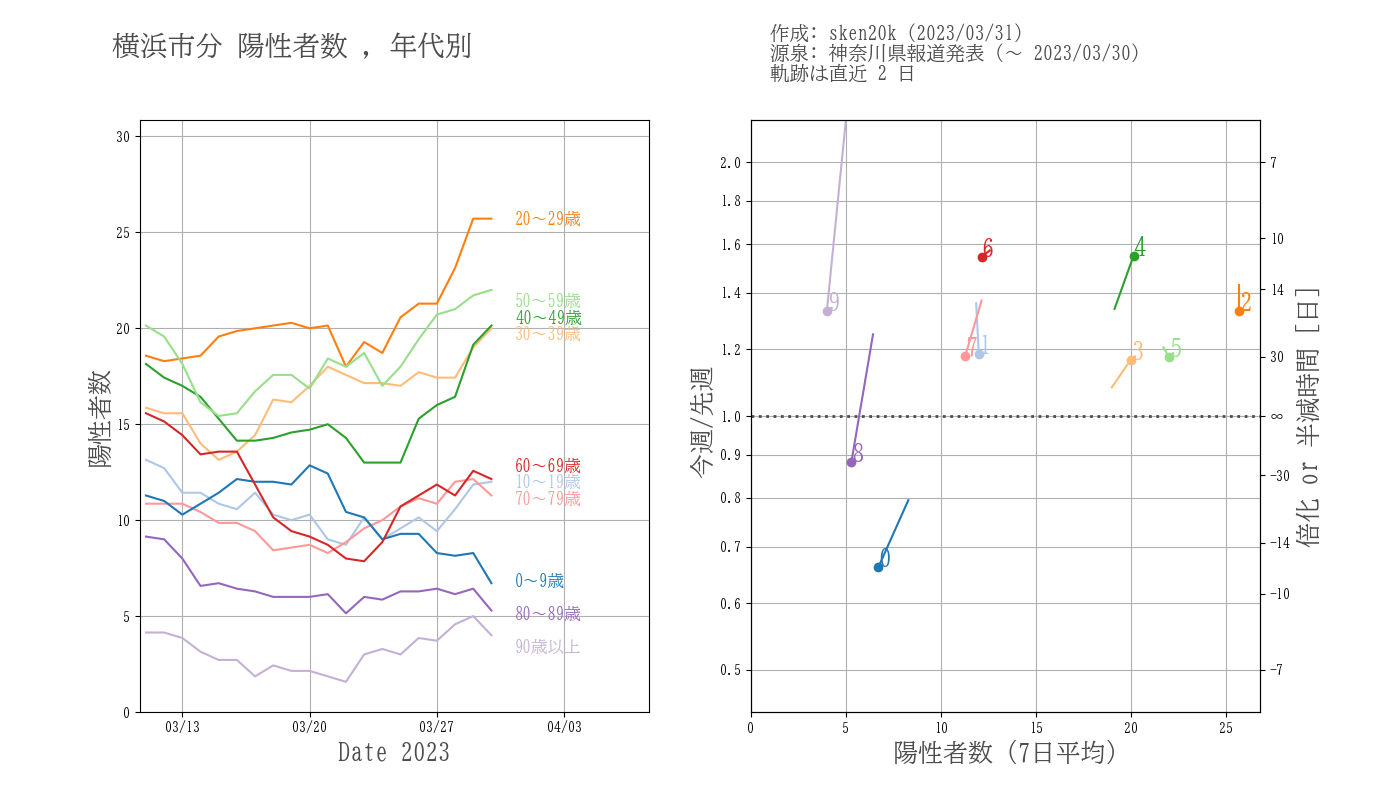 横浜市分 陽性者数 , 年代別
作成: sken20k (2023/03/31)
源泉: 神奈川県報道発表 (～ 2023/03/30)
軌跡は直近 2 日
陽性者数
30
25
20
15
10
5
0
20～29歳
50～59歳
40～49歳
30～39歳
60～69歳
10～19歳
70～79歳
0～9歳
80～89歳
90歳以上
03/13
03/20
03/27
04/03
Date 2023
今週/先週
2.0
1.8
1.6
1.4
1.2
1.0
0.9
0.8
0.7
0.6
0.5
6
4
9
2
7
1
3
5
8
0
7
10
14
30
∞
−30
−14
−10
−7
倍化 or 半減時間 [日]
0
5
10
15
20
25
陽性者数 (7日平均)